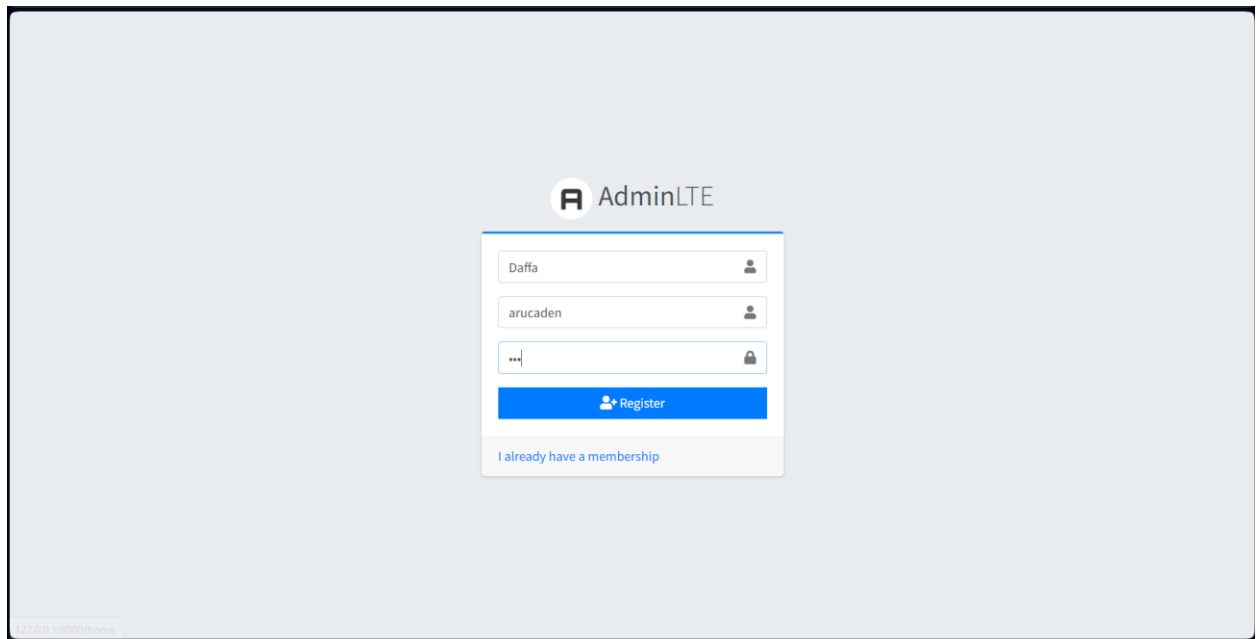 AdminLTE
Daffa
arucaden
•••
Register
I already have a membership
127.0.0.1:8000/home